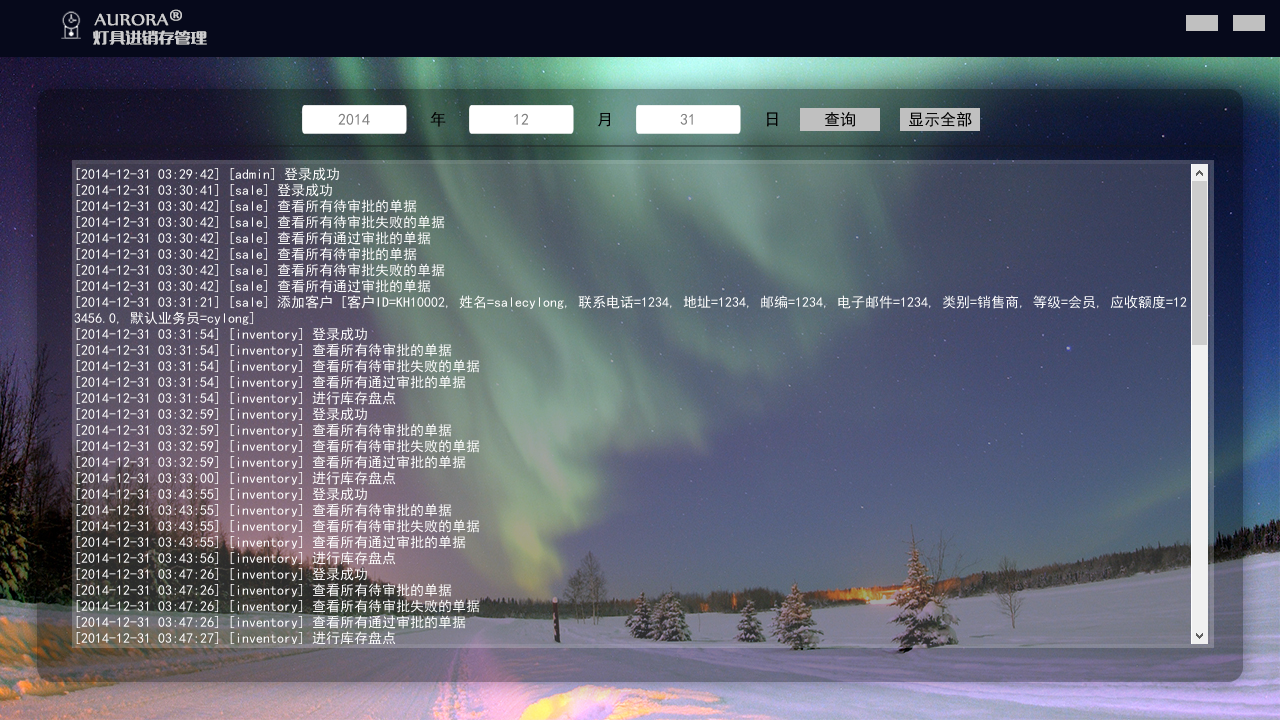 AURORA®
灯具进销存管理
2014 年 12 月 31 日 查询 显示全部
[2014-12-31 03:29:42] [admin] 登录成功
[2014-12-31 03:30:41] [sale] 登录成功
[2014-12-31 03:30:42] [sale] 查看所有待审批的单据
[2014-12-31 03:30:42] [sale] 查看所有待审批失败的单据
[2014-12-31 03:30:42] [sale] 查看所有通过审批的单据
[2014-12-31 03:30:42] [sale] 查看所有待审批的单据
[2014-12-31 03:30:42] [sale] 查看所有待审批失败的单据
[2014-12-31 03:30:42] [sale] 查看所有通过审批的单据
[2014-12-31 03:31:21] [sale] 添加客户 [客户ID=KH10002, 姓名=salecylong, 联系电话=1234, 地址=1234, 邮编=1234, 电子邮件=1234, 类别=销售商, 等级=会员, 应收额度=12
3456.0, 默认业务员=cylong]
[2014-12-31 03:31:54] [inventory] 登录成功
[2014-12-31 03:31:54] [inventory] 查看所有待审批的单据
[2014-12-31 03:31:54] [inventory] 查看所有待审批失败的单据
[2014-12-31 03:31:54] [inventory] 查看所有通过审批的单据
[2014-12-31 03:31:54] [inventory] 进行库存盘点
[2014-12-31 03:32:59] [inventory] 登录成功
[2014-12-31 03:32:59] [inventory] 查看所有待审批的单据
[2014-12-31 03:32:59] [inventory] 查看所有待审批失败的单据
[2014-12-31 03:32:59] [inventory] 查看所有通过审批的单据
[2014-12-31 03:33:00] [inventory] 进行库存盘点
[2014-12-31 03:43:55] [inventory] 登录成功
[2014-12-31 03:43:55] [inventory] 查看所有待审批的单据
[2014-12-31 03:43:55] [inventory] 查看所有待审批失败的单据
[2014-12-31 03:43:55] [inventory] 查看所有通过审批的单据
[2014-12-31 03:43:56] [inventory] 进行库存盘点
[2014-12-31 03:47:26] [inventory] 登录成功
[2014-12-31 03:47:26] [inventory] 查看所有待审批的单据
[2014-12-31 03:47:26] [inventory] 查看所有待审批失败的单据
[2014-12-31 03:47:26] [inventory] 查看所有通过审批的单据
[2014-12-31 03:47:27] [inventory] 进行库存盘点